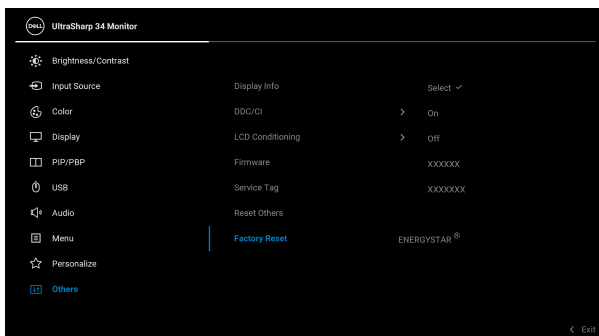 DELL UltraSharp 34 Monitor
Brightness/Contrast
Input Source Display Info Select ✓
Color DDC/CI > On
Display LCD Conditioning > Off
PIP/PBP Firmware XXXXXX
USB Service Tag XXXXXXX
Audio Reset Others
Menu Factory Reset ENERGYSTAR ®
Personalize
Others
< Exit